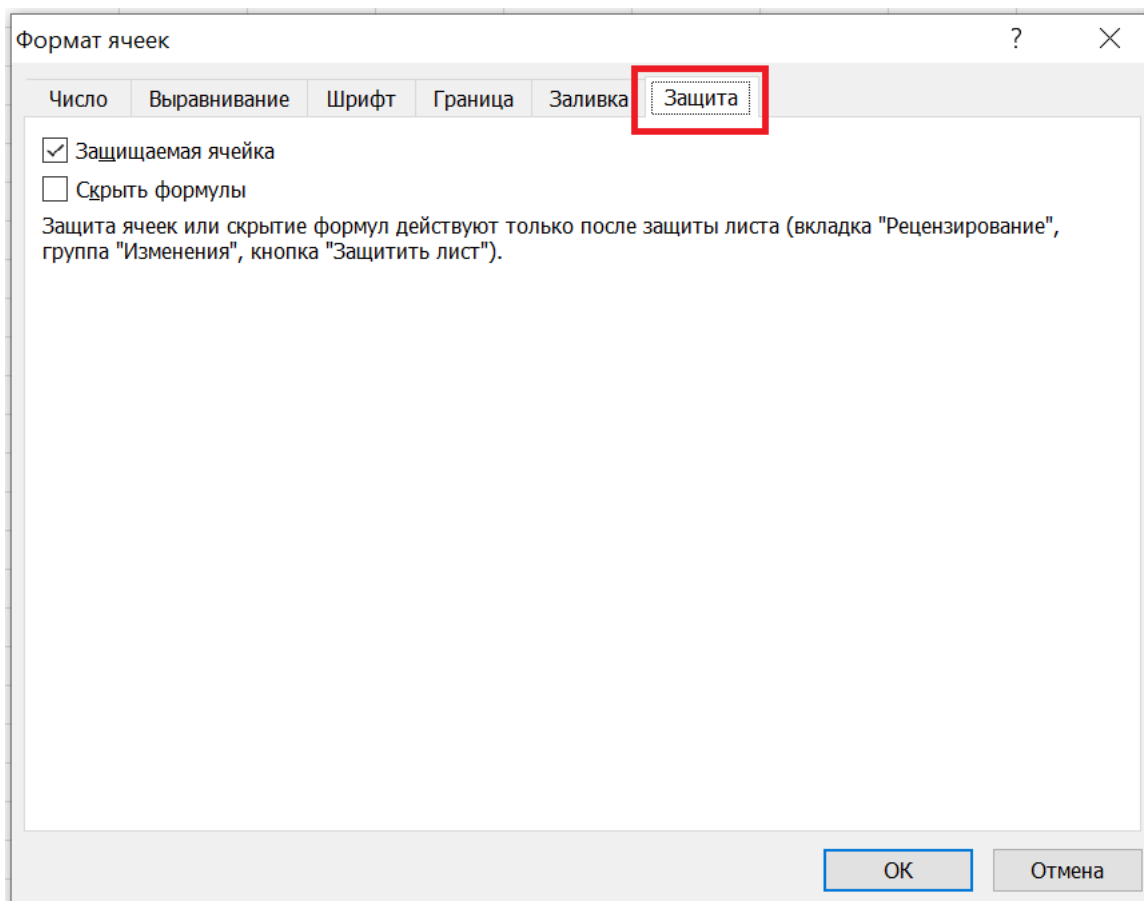 Формат ячеек ?
Число Выравнивание Шрифт Граница Заливка Защита
Защищаемая ячейка
Скрыть формулы
Защита ячеек или скрытие формул действуют только после защиты листа (вкладка "Рецензирование",
группа "Изменения", кнопка "Защитить лист").
ОК Отмена